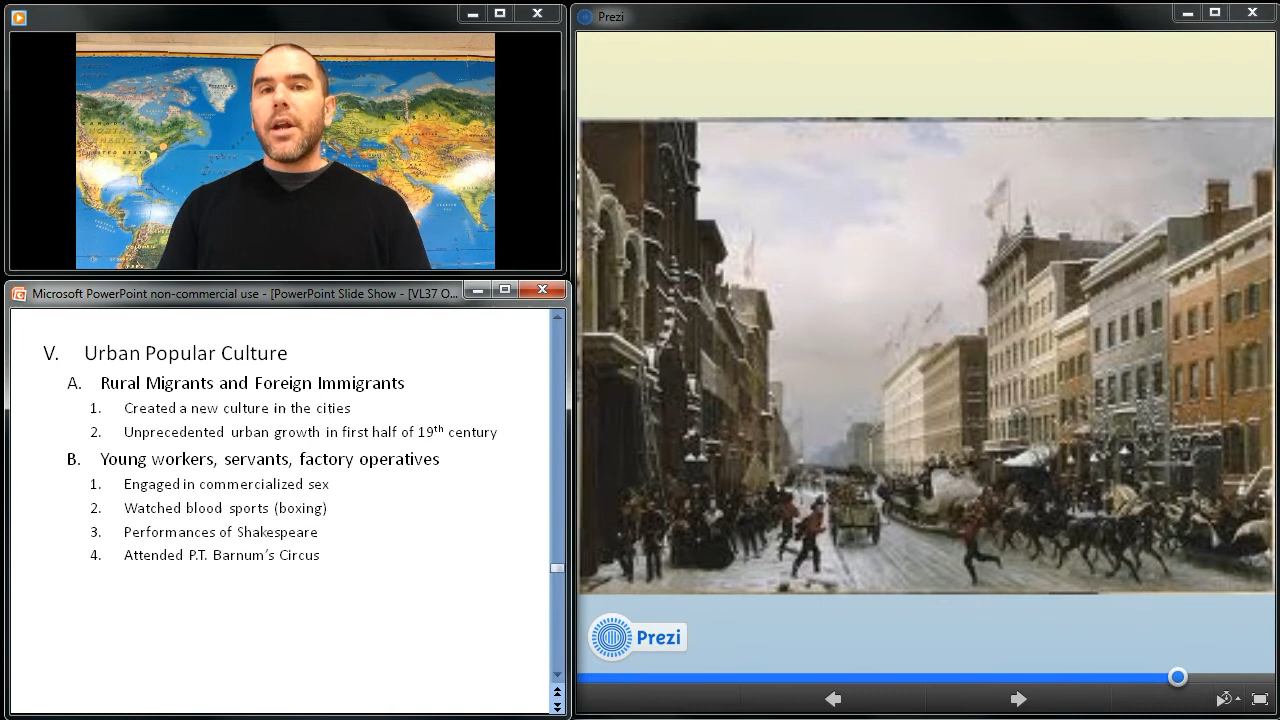 Prezi
Microsoft PowerPoint non-commercial use - [PowerPoint Slide Show - [VL37 O...
V. Urban Popular Culture
A. Rural Migrants and Foreign Immigrants
1. Created a new culture in the cities
2. Unprecedented urban growth in first half of 19th century
B. Young workers, servants, factory operatives
1. Engaged in commercialized sex
2. Watched blood sports (boxing)
3. Performances of Shakespeare
4. Attended P.T. Barnum's Circus
Prezi